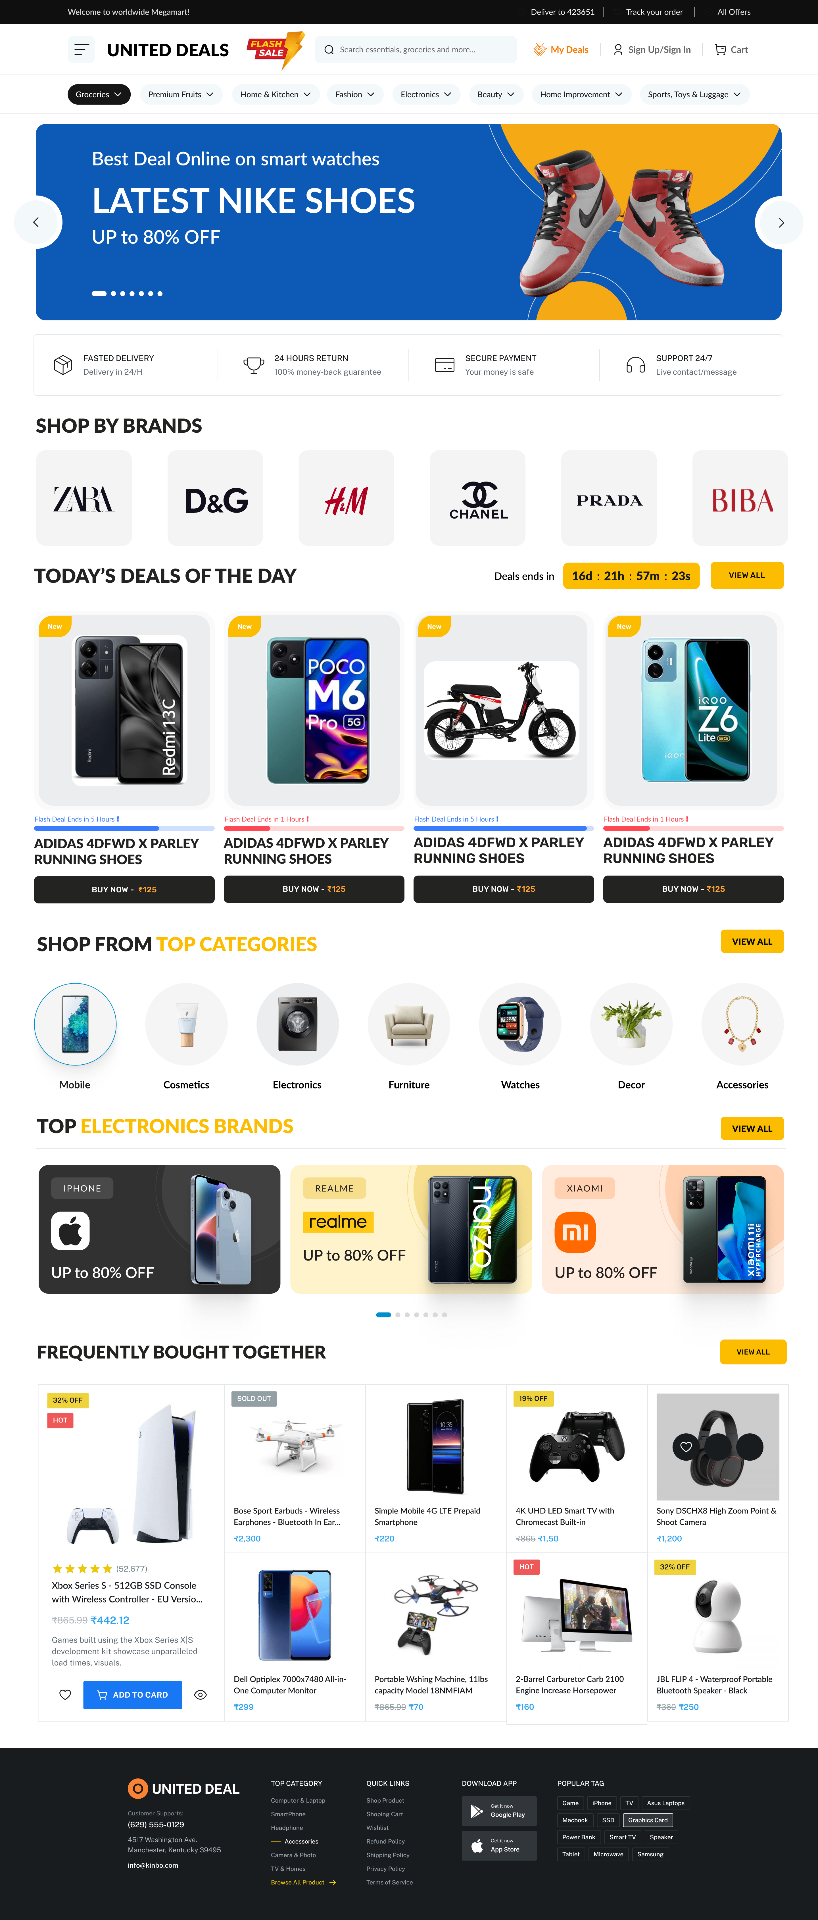 Welcome to worldwide Megamart!
Deliver to 423651
Track your order
All Offers
UNITED DEALS
FLASH
SALE
Search essentials, groceries and more...
My Deals
Sign Up/Sign In
Cart
Groceries
Premium Fruits
Home & Kitchen
Fashion
Electronics
Beauty
Home Improvement
Sports, Toys & Luggage
Best Deal Online on smart watches
LATEST NIKE SHOES
UP to 80% OFF
FASTED DELIVERY
Delivery in 24/H
24 HOURS RETURN
100% money-back guarantee
SECURE PAYMENT
Your money is safe
SUPPORT 24/7
Live contact/message
SHOP BY BRANDS
ZARA
D&G
H&M
CHANEL
PRADA
BIBA
TODAY'S DEALS OF THE DAY
Deals ends in
16d : 21h : 57m : 23s
VIEW ALL
New
Redmi 13C
New
POCO
M6
Pro 5G
New
New
iQOO
Z6
Lite
Flash Deal Ends in 5 Hours !
ADIDAS 4DFWD X PARLEY
RUNNING SHOES
BUY NOW - ₹125
Flash Deal Ends in 1 Hours !
ADIDAS 4DFWD X PARLEY
RUNNING SHOES
BUY NOW - ₹125
Flash Deal Ends in 5 Hours !
ADIDAS 4DFWD X PARLEY
RUNNING SHOES
BUY NOW - ₹125
Flash Deal Ends in 1 Hours !
ADIDAS 4DFWD X PARLEY
RUNNING SHOES
BUY NOW - ₹125
SHOP FROM TOP CATEGORIES
VIEW ALL
Mobile
Cosmetics
Electronics
Furniture
Watches
Decor
Accessories
TOP ELECTRONICS BRANDS
VIEW ALL
IPHONE
UP to 80% OFF
REALME
realme
UP to 80% OFF
narzo
XIAOMI
mi
UP to 80% OFF
Xiaomi 11i
HYPERCHARGE
FREQUENTLY BOUGHT TOGETHER
VIEW ALL
32% OFF
HOT
(52,677)
Xbox Series S - 512GB SSD Console
with Wireless Controller - EU Versio...
₹865.99 ₹442.12
Games built using the Xbox Series X|S
development kit showcase unparalleled
load times, visuals.
ADD TO CARD
SOLD OUT
Bose Sport Earbuds - Wireless
Earphones - Bluetooth In Ear...
₹2,300
Simple Mobile 4G LTE Prepaid
Smartphone
₹220
19% OFF
4K UHD LED Smart TV with
Chromecast Built-in
₹865 ₹1,50
Sony DSCHX8 High Zoom Point &
Shoot Camera
₹1,200
Dell Optiplex 7000x7480 All-in-
One Computer Monitor
₹299
Portable Wshing Machine, 11lbs
capacity Model 18NMFIAM
₹865.99 ₹70
HOT
2-Barrel Carburetor Carb 2100
Engine Increase Horsepower
₹160
32% OFF
JBL FLIP 4 - Waterproof Portable
Bluetooth Speaker - Black
₹360 ₹250
UNITED DEAL
Customer Supports:
(629) 555-0129
4517 Washington Ave.
Manchester, Kentucky 39495
info@kinbo.com
TOP CATEGORY
Computer & Laptop
SmartPhone
Headphone
Accessories
Camera & Photo
TV & Homes
Browse All Product
QUICK LINKS
Shop Product
Shoping Cart
Wishlist
Refund Policy
Shipping Policy
Privacy Policy
Terms of Service
DOWNLOAD APP
Get it now
Google Play
Get it now
App Store
POPULAR TAG
Game
iPhone
TV
Asus Laptops
Macbook
SSD
Graphics Card
Power Bank
Smart TV
Speaker
Tablet
Microwave
Samsung